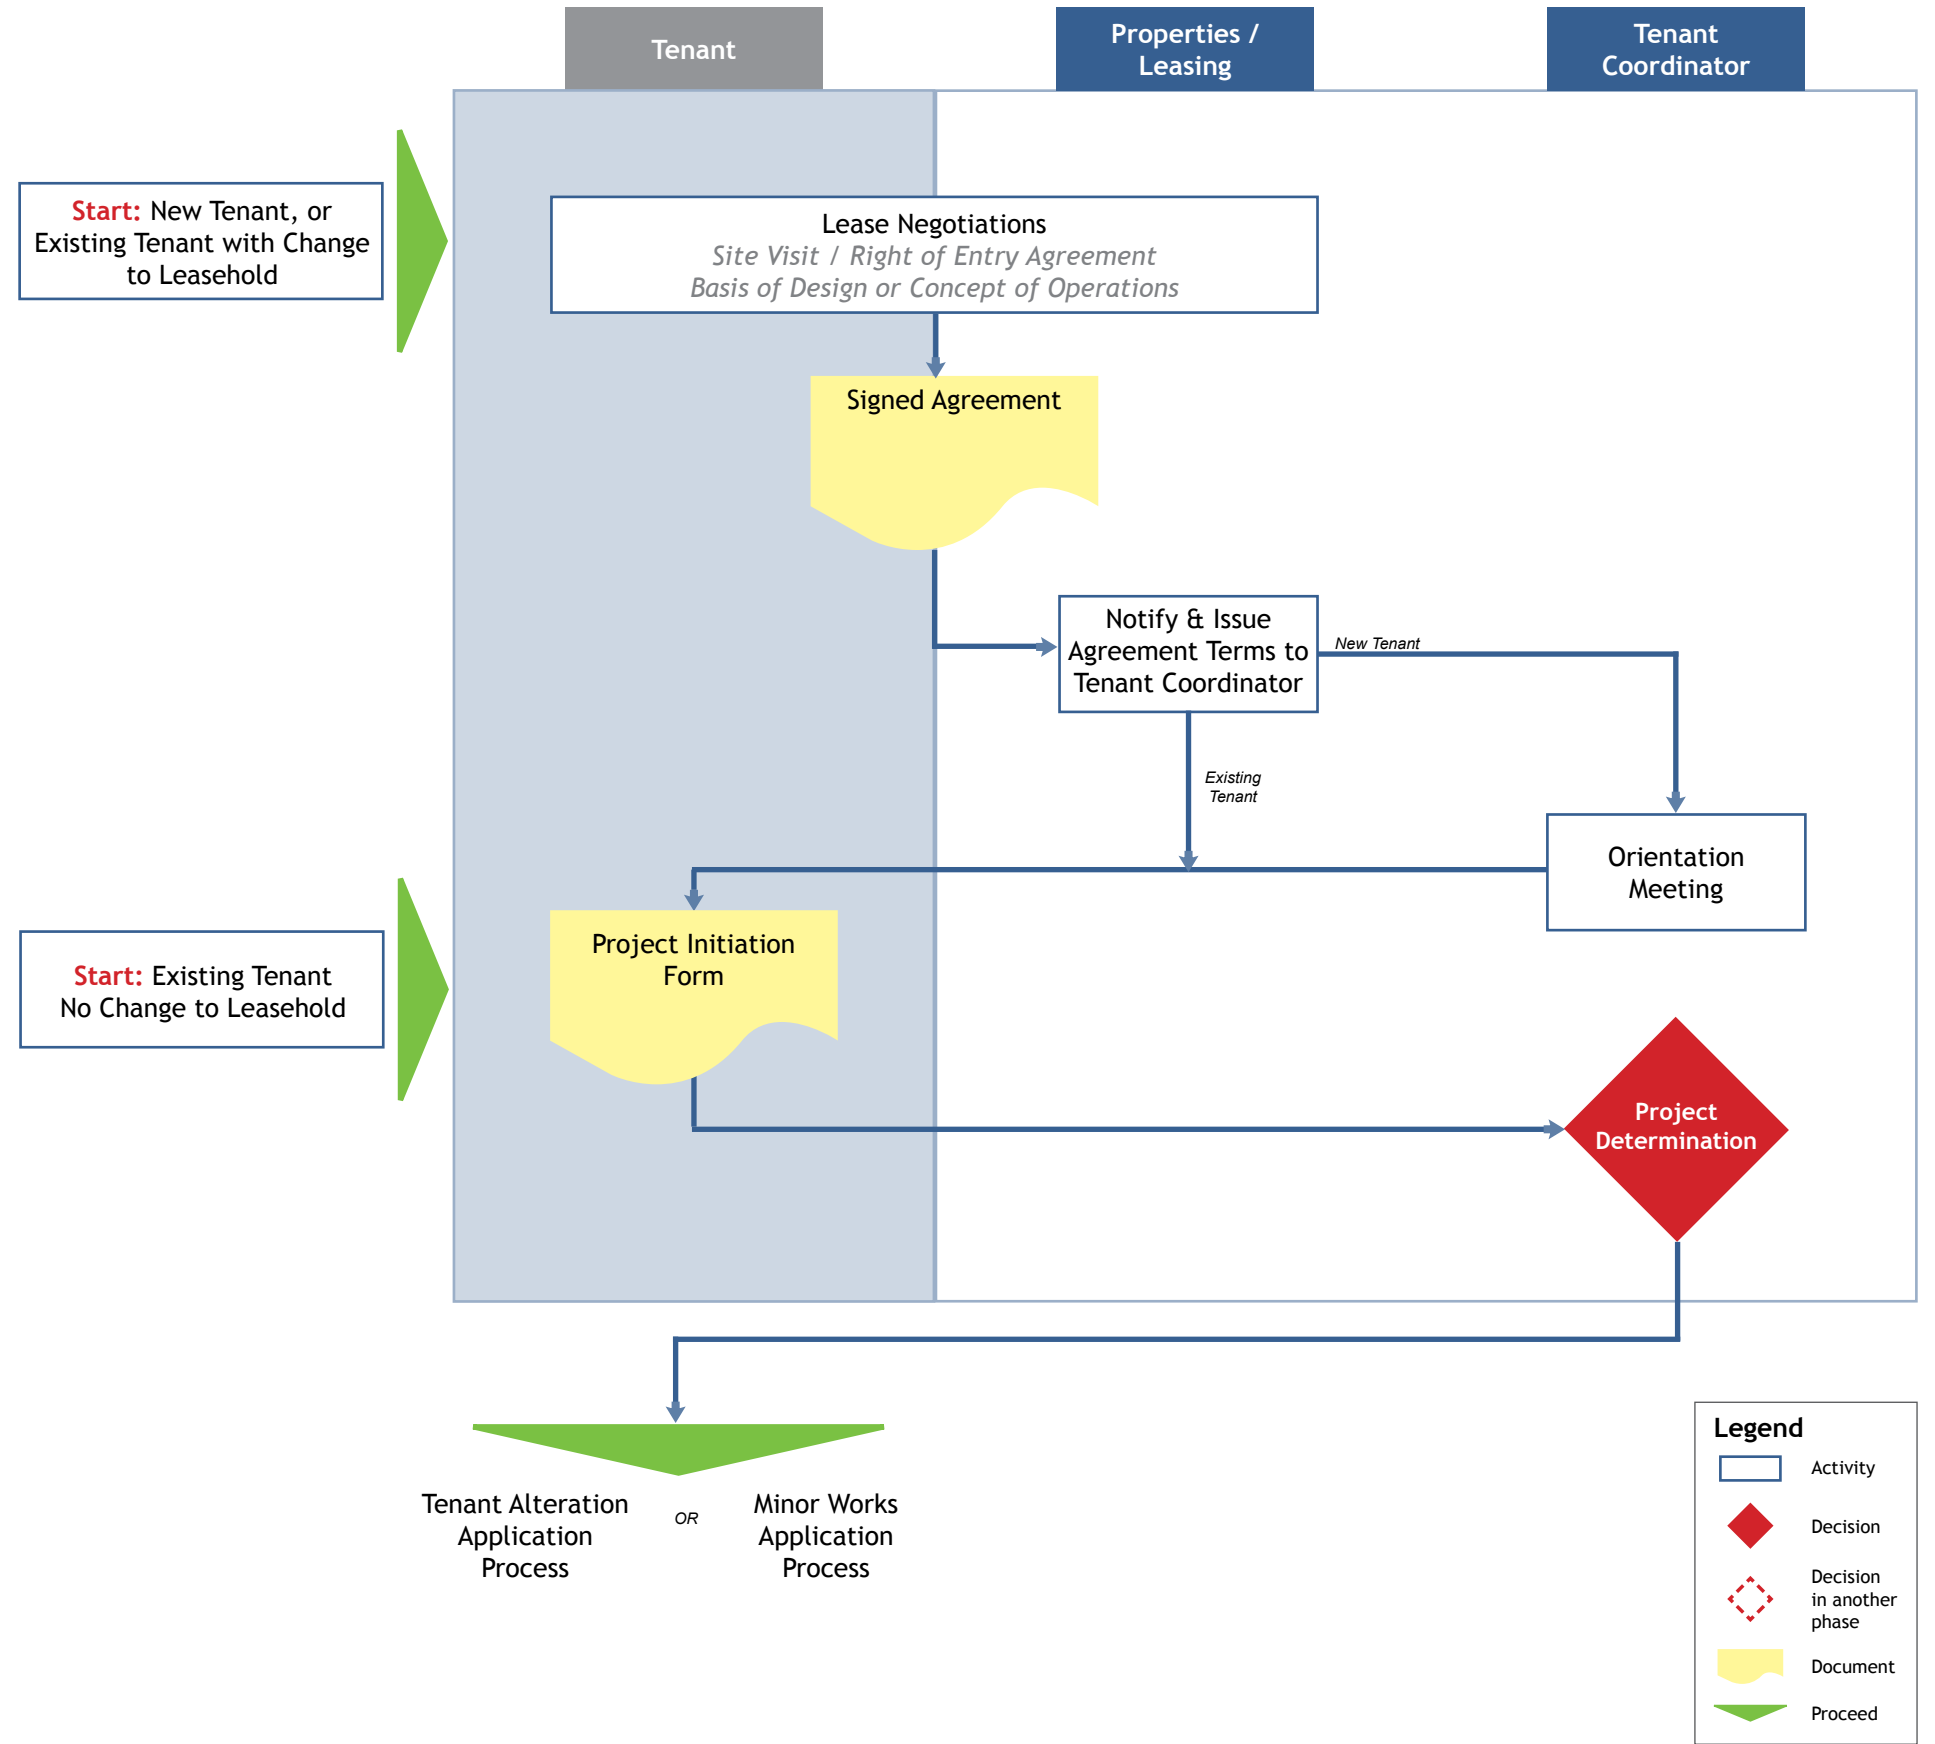 Tenant
Properties /
Leasing
Tenant
Coordinator
Start: New Tenant, or
Existing Tenant with Change
to Leasehold
Lease Negotiations
Site Visit / Right of Entry Agreement
Basis of Design or Concept of Operations
Signed Agreement
Notify & Issue
Agreement Terms to
Tenant Coordinator
New Tenant
Existing
Tenant
Orientation
Meeting
Start: Existing Tenant
No Change to Leasehold
Project Initiation
Form
Project
Determination
Tenant Alteration
Application
Process
OR
Minor Works
Application
Process
Legend
Activity
Decision
Decision
in another
phase
Document
Proceed